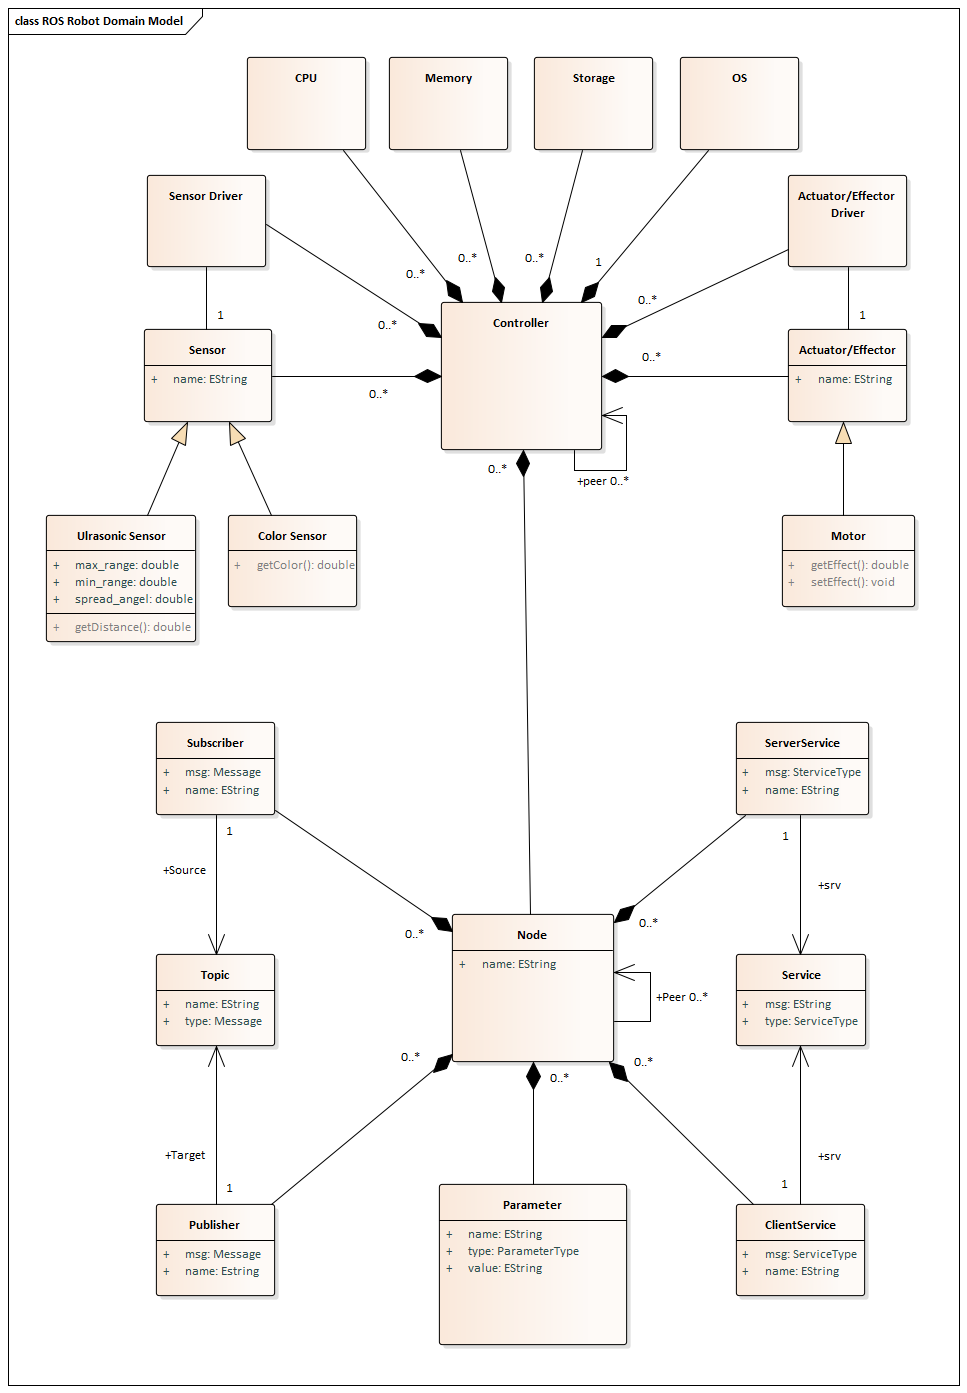 class ROS Robot Domain Model
CPU
Memory
Storage
OS
Sensor Driver
Actuator/Effector
Driver
0..*
0..*
0..*
1
0..*
0..*
0..*
1
1
Controller
Sensor
+ name: EString
0..*
Actuator/Effector
+ name: EString
0..*
+peer 0..*
Ulrasonic Sensor
+ max_range: double
+ min_range: double
+ spread_angel: double
+ getDistance(): double
Color Sensor
+ getColor(): double
Motor
+ getEffect(): double
+ setEffect(): void
Subscriber
+ msg: Message
+ name: EString
ServerService
+ msg: SterviceType
+ name: EString
1
1
+Source
+srv
0..*
0..*
Node
+ name: EString
+Peer 0..*
Topic
+ name: EString
+ type: Message
Service
+ msg: EString
+ type: ServiceType
0..*
0..*
0..*
+Target
+srv
1
1
Publisher
+ msg: Message
+ name: Estring
Parameter
+ name: EString
+ type: ParameterType
+ value: EString
ClientService
+ msg: ServiceType
+ name: EString